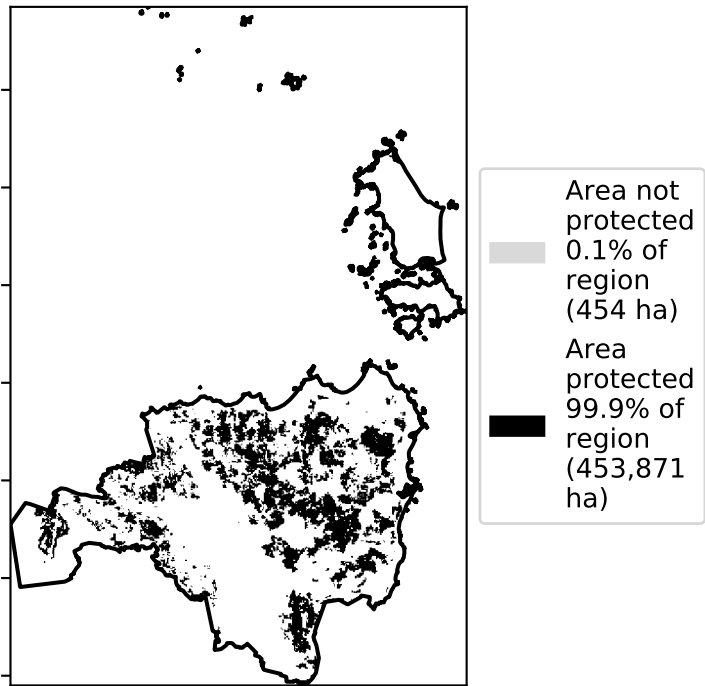 Area not
protected
0.1% of
region
(454 ha)
Area
protected
99.9% of
region
(453,871
ha)